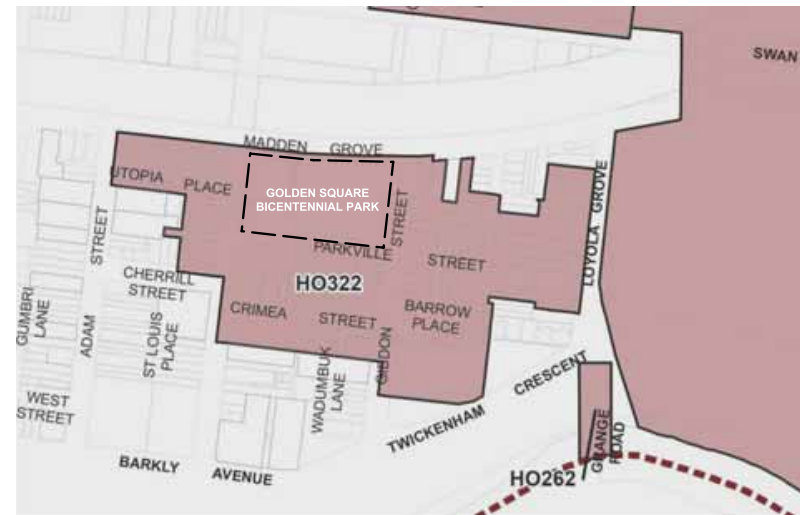 SWAN
MADDEN GROVE
UTOPIA PLACE
GOLDEN SQUARE
BICENTENNIAL PARK
STREET
LOYOLA GROVE
STREET
PARKVILLE STREET
CHERRILL
STREET
HO322
GUMBRI
LANE
ADAM
ST LOUIS
PLACE
CRIMEA STREET
BARROW
PLACE
GIBDON
WADUMBUK
LANE
TWICKENHAM CRESCENT
WEST
STREET
GRANGE
ROAD
BARKLY AVENUE
HO262